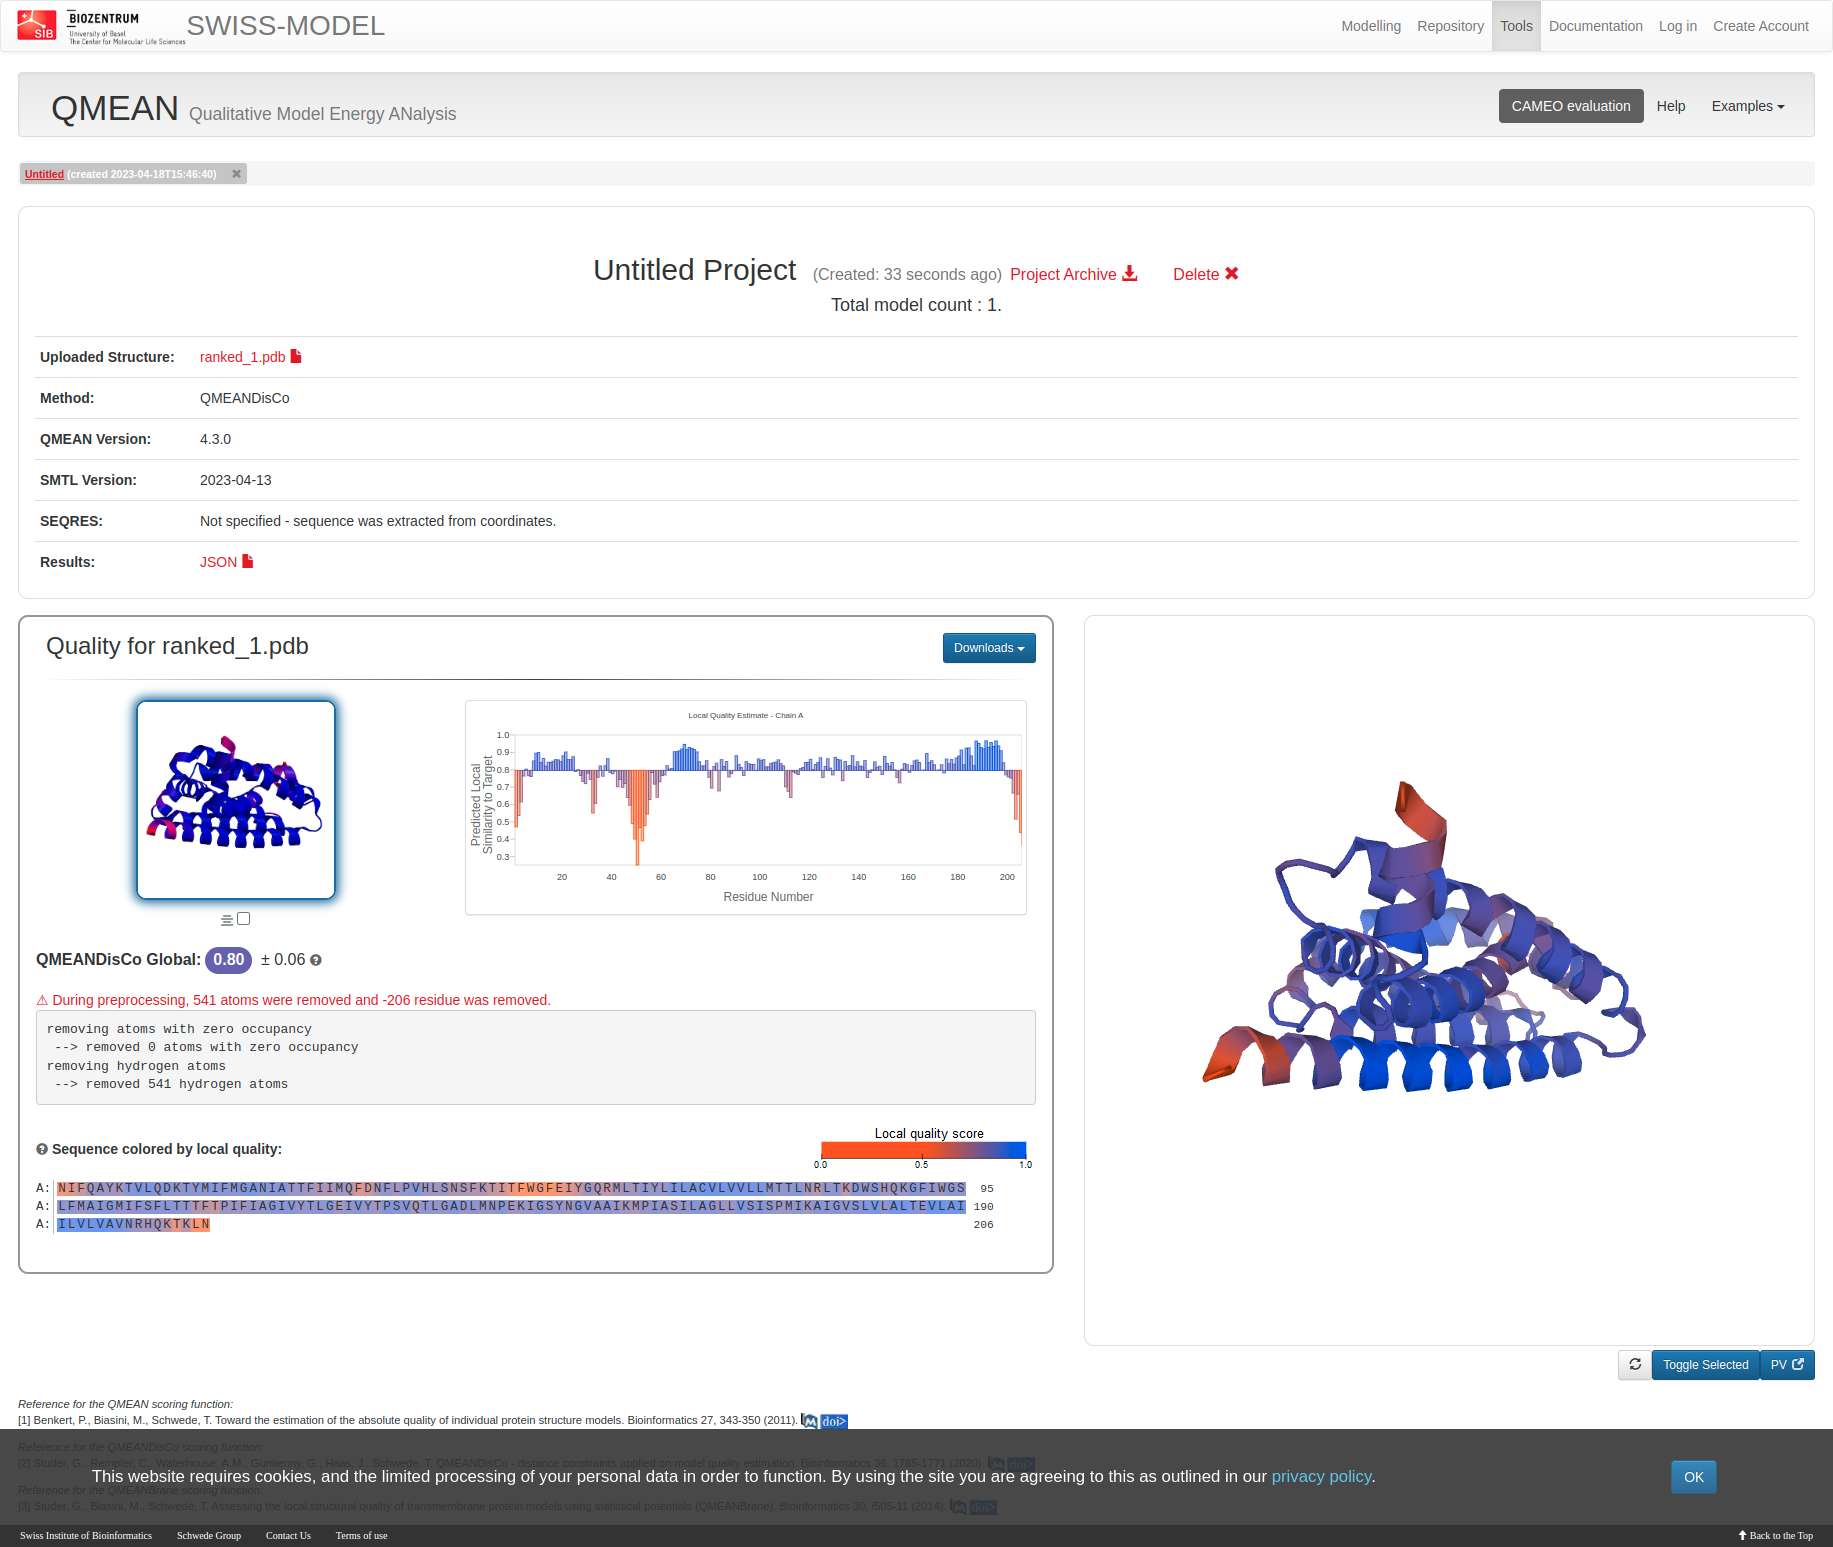 SIB
BIOZENTRUM
University of Basel
The Center for Molecular Life Sciences
SWISS-MODEL
Modelling
Repository
Tools
Documentation
Log in
Create Account
QMEAN Qualitative Model Energy ANalysis
CAMEO evaluation
Help
Examples
Untitled (created 2023-04-18T15:46:40)
Untitled Project (Created: 33 seconds ago) Project Archive Delete
Total model count : 1.
Uploaded Structure: ranked_1.pdb
Method: QMEANDisCo
QMEAN Version: 4.3.0
SMTL Version: 2023-04-13
SEQRES: Not specified - sequence was extracted from coordinates.
Results: JSON
Quality for ranked_1.pdb
Downloads
Local Quality Estimate - Chain A
Predicted Local
Similarity to Target
1.0
0.9
0.8
0.7
0.6
0.5
0.4
0.3
20 40 60 80 100 120 140 160 180 200
Residue Number
QMEANDisCo Global: 0.80 ± 0.06
⚠ During preprocessing, 541 atoms were removed and -206 residue was removed.
removing atoms with zero occupancy
--> removed 0 atoms with zero occupancy
removing hydrogen atoms
--> removed 541 hydrogen atoms
Sequence colored by local quality:
Local quality score
0.0 0.5 1.0
A: NIFQAYKTVLQDKTYMIFMGANIATTFIIMQFDNFLPVHLSNSFKTITFWGFEIYGQRMLTIYLILACVLVVLLMTTLNRLTKDWSHQKGFIWGS 95
A: LFMAIGMIFSFLTTTFTPIFIAGIVYTLGEIVYTPSVQTLGADLMNPEKIGSYNGVAAIKMPIASILAGLLVSISPMIKAIGVSLVLALTEVLAI 190
A: ILVLVAVNRHQKTKLN 206
Toggle Selected
PV
Reference for the QMEAN scoring function:
[1] Benkert, P., Biasini, M., Schwede, T. Toward the estimation of the absolute quality of individual protein structure models. Bioinformatics 27, 343-350 (2011). M doi>
Reference for the QMEANDisCo scoring function:
[2] Studer, G., Rempfer, C., Waterhouse, A.M., Gumienny, G., Haas, J., Schwede, T. QMEANDisCo - distance constraints applied on model quality estimation. Bioinformatics 36, 1765-1771 (2020). M doi>
This website requires cookies, and the limited processing of your personal data in order to function. By using the site you are agreeing to this as outlined in our privacy policy.
OK
Reference for the QMEANBrane scoring function:
[3] Studer, G., Biasini, M., Schwede, T. Assessing the local structural quality of transmembrane protein models using statistical potentials (QMEANBrane). Bioinformatics 30, i505-11 (2014). M doi>
Swiss Institute of Bioinformatics
Schwede Group
Contact Us
Terms of use
Back to the Top